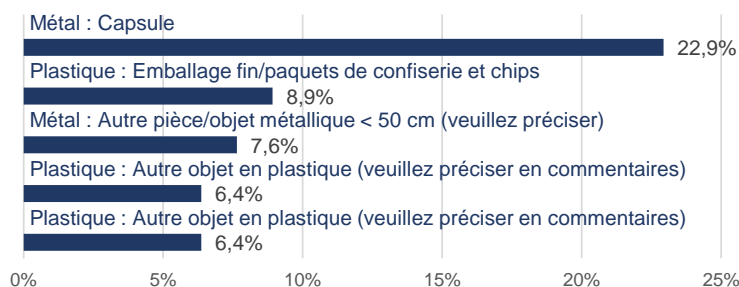 Métal : Capsule
22,9%
Plastique : Emballage fin/paquets de confiserie et chips
8,9%
Métal : Autre pièce/objet métallique < 50 cm (veuillez préciser)
7,6%
Plastique : Autre objet en plastique (veuillez préciser en commentaires)
6,4%
Plastique : Autre objet en plastique (veuillez préciser en commentaires)
6,4%
0% 5% 10% 15% 20% 25%